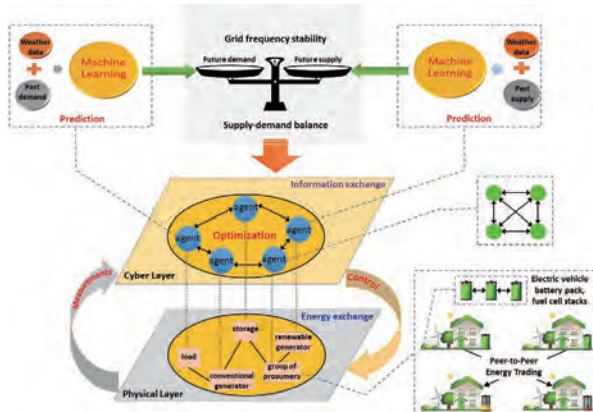 Weather
data
Past
demand
Machine
Learning
Prediction
Grid frequency stability
Future demand
Future supply
Supply-demand balance
Machine
Learning
Weather
data
Past
supply
Prediction
Information exchange
agent
agent
agent
agent
agent
Optimization
Cyber Layer
Measurements
Control
Energy exchange
storage
renewable
generator
load
conventional
generator
group of
prosumers
Physical Layer
Electric vehicle
battery pack,
fuel cell stacks
Peer-to-Peer
Energy Trading